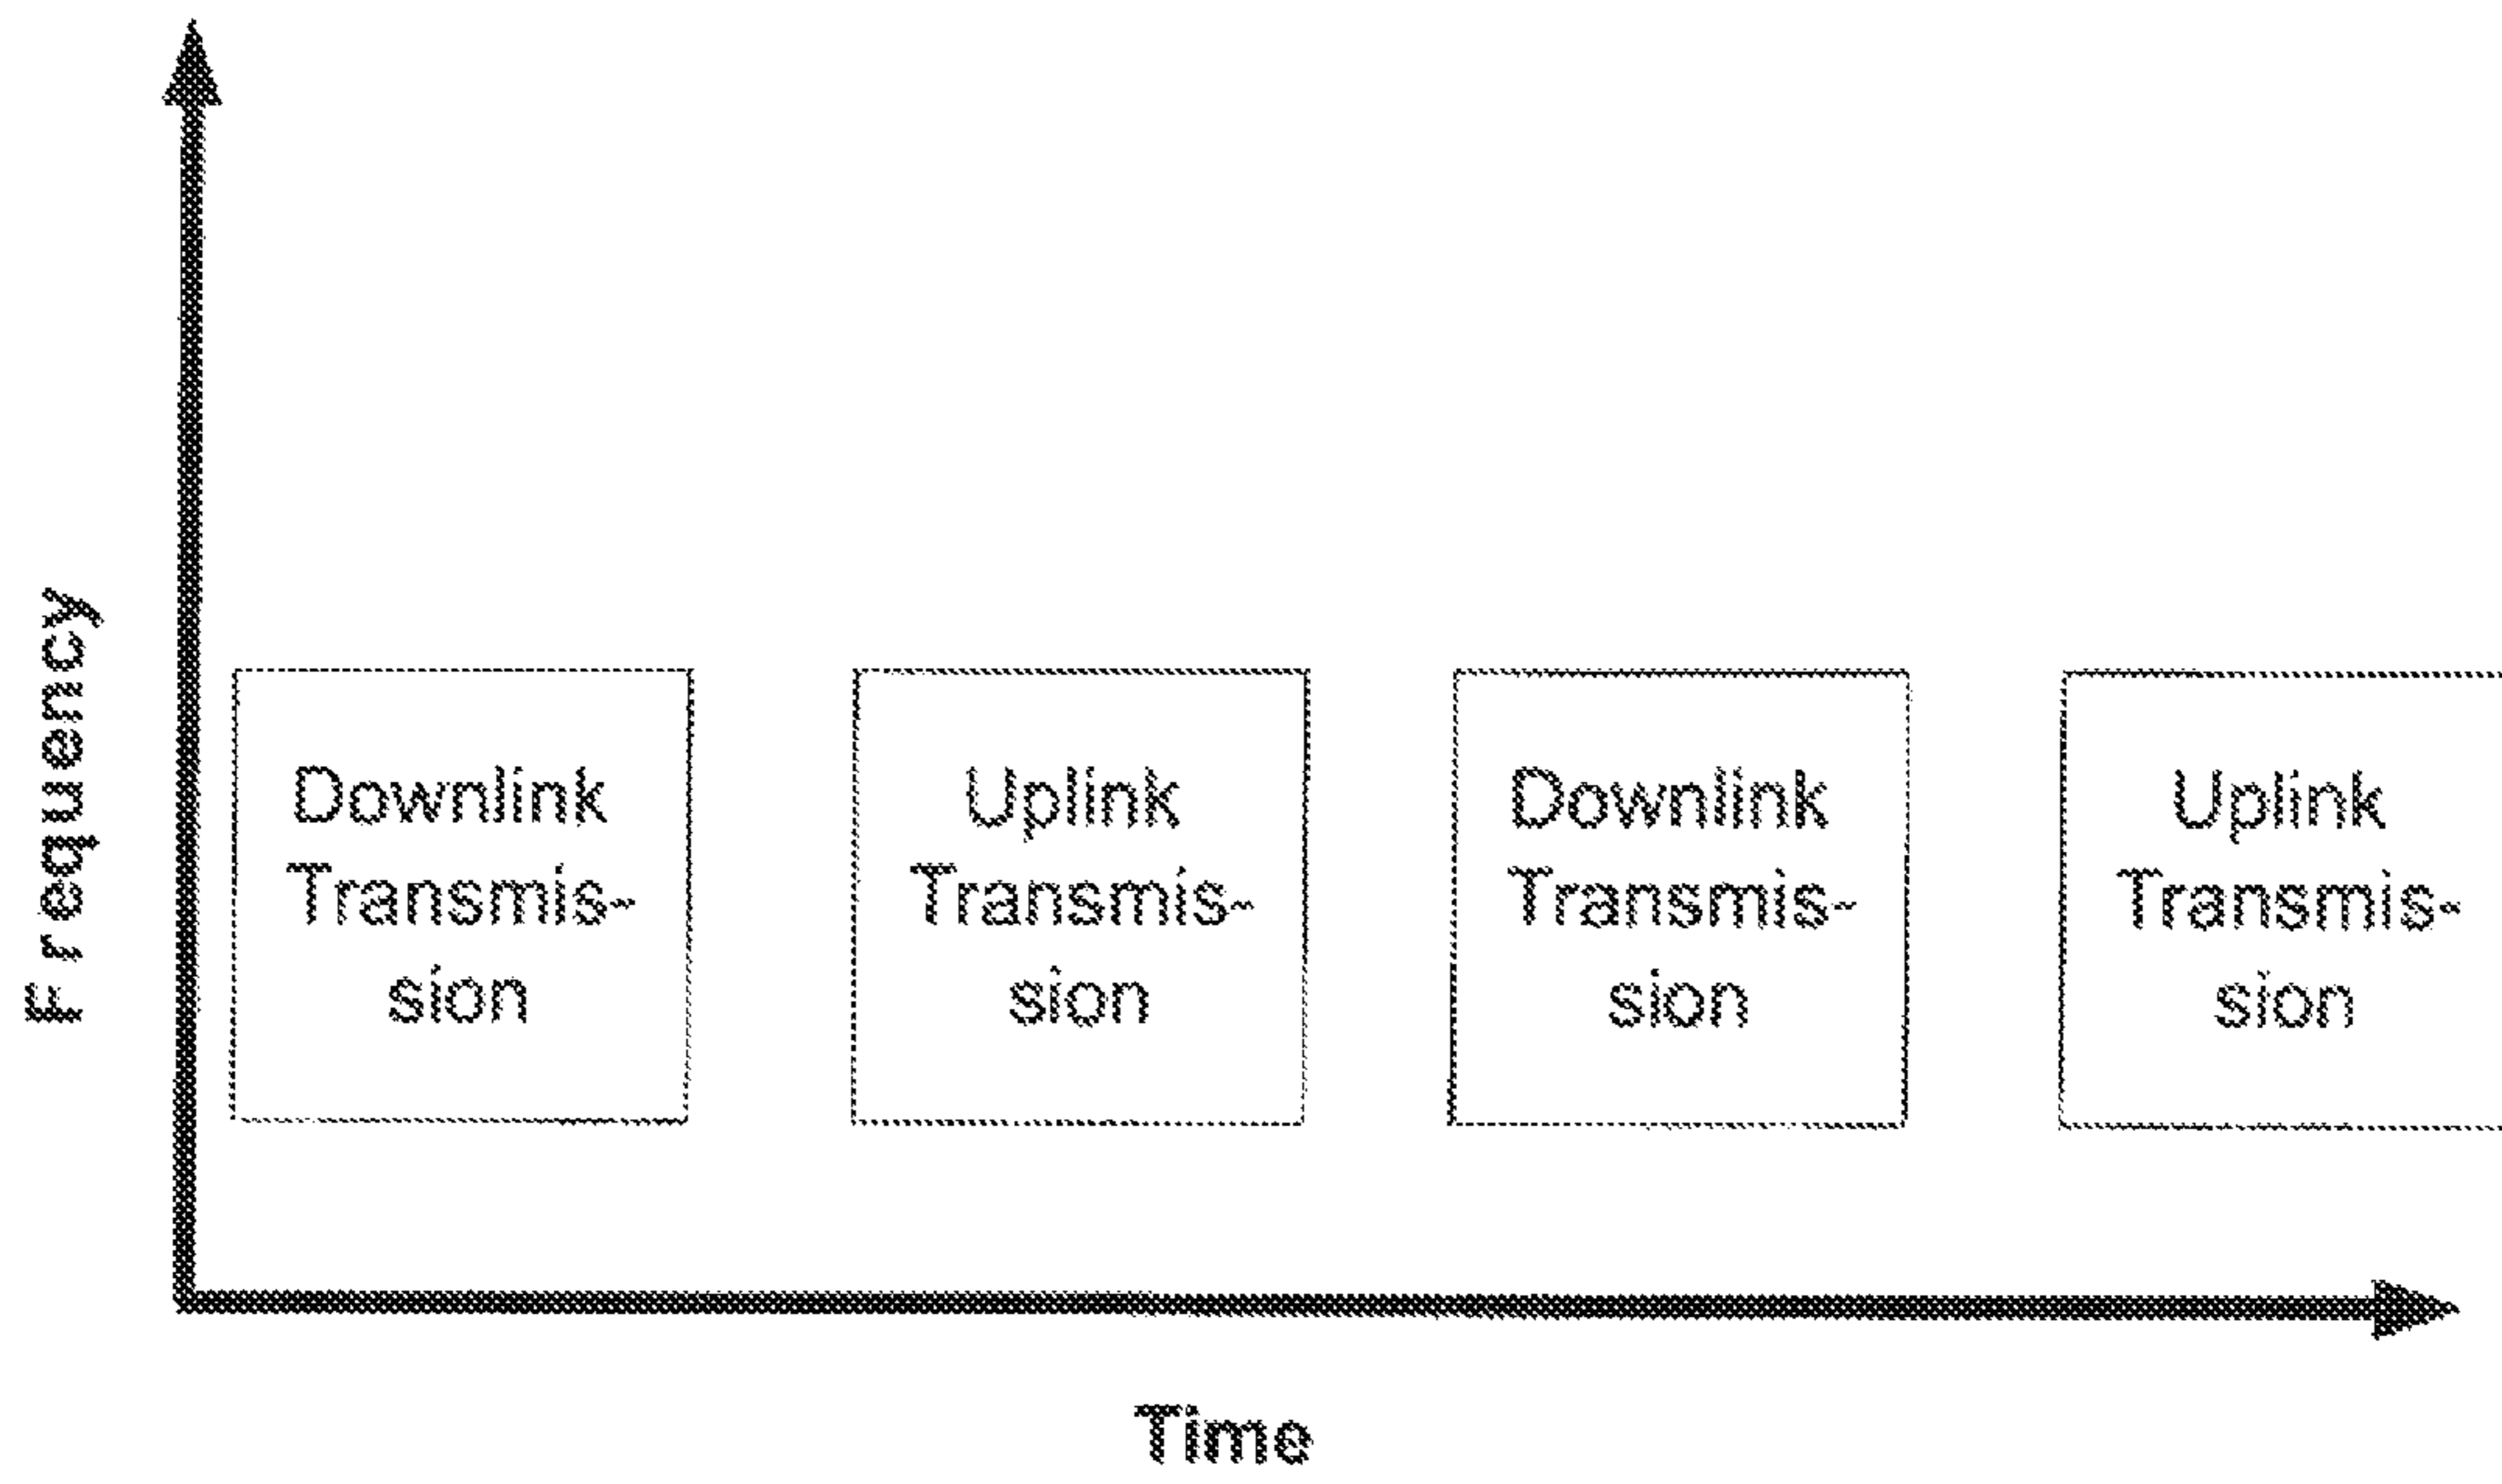 Frequency
Downlink
Transmis-
sion
Uplink
Transmis-
sion
Downlink
Transmis-
sion
Uplink
Transmis-
sion
Time